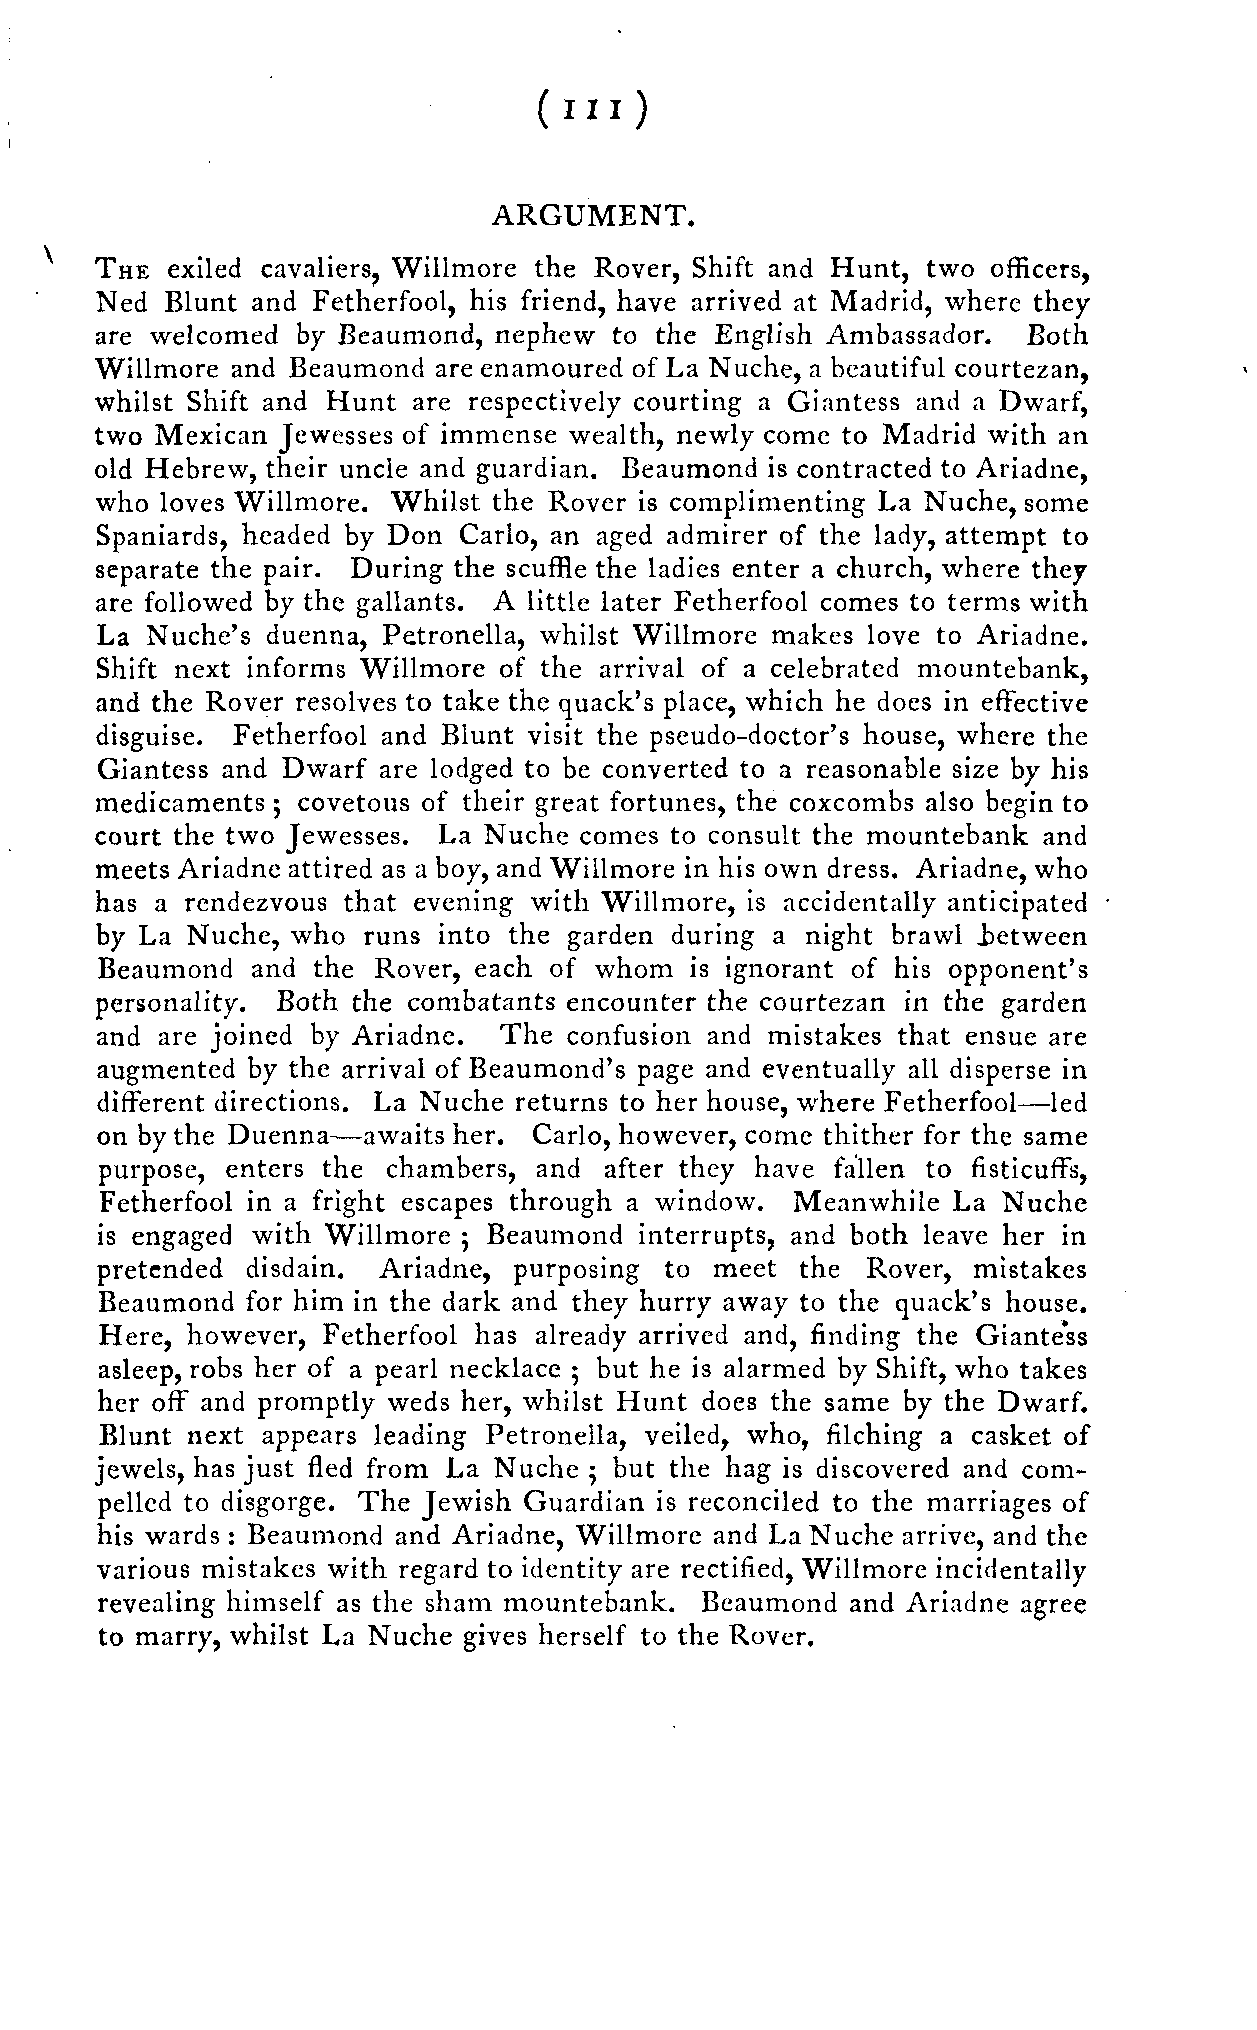 ( 111 )
ARGUMENT.
THE exiled cavaliers, Willmore the Rover, Shift and Hunt, two officers,
Ned Blunt and Fetherfool, his friend, have arrived at Madrid, where they
are welcomed by Beaumond, nephew to the English Ambassador. Both
Willmore and Beaumond are enamoured of La Nuche, a beautiful courtezan,
whilst Shift and Hunt are respectively courting a Giantess and a Dwarf,
two Mexican Jewesses of immense wealth, newly come to Madrid with an
old Hebrew, their uncle and guardian. Beaumond is contracted to Ariadne,
who loves Willmore. Whilst the Rover is complimenting La Nuche, some
Spaniards, headed by Don Carlo, an aged admirer of the lady, attempt to
separate the pair. During the scuffle the ladies enter a church, where they
are followed by the gallants. A little later Fetherfool comes to terms with
La Nuche's duenna, Petronella, whilst Willmore makes love to Ariadne.
Shift next informs Willmore of the arrival of a celebrated mountebank,
and the Rover resolves to take the quack's place, which he does in effective
disguise. Fetherfool and Blunt visit the pseudo-doctor's house, where the
Giantess and Dwarf are lodged to be converted to a reasonable size by his
medicaments ; covetous of their great fortunes, the coxcombs also begin to
court the two Jewesses. La Nuche comes to consult the mountebank and
meets Ariadne attired as a boy, and Willmore in his own dress. Ariadne, who
has a rendezvous that evening with Willmore, is accidentally anticipated
by La Nuche, who runs into the garden during a night brawl between
Beaumond and the Rover, each of whom is ignorant of his opponent's
personality. Both the combatants encounter the courtezan in the garden
and are joined by Ariadne. The confusion and mistakes that ensue are
augmented by the arrival of Beaumond's page and eventually all disperse in
different directions. La Nuche returns to her house, where Fetherfool—led
on by the Duenna—awaits her. Carlo, however, come thither for the same
purpose, enters the chambers, and after they have fallen to fisticuffs,
Fetherfool in a fright escapes through a window. Meanwhile La Nuche
is engaged with Willmore ; Beaumond interrupts, and both leave her in
pretended disdain. Ariadne, purposing to meet the Rover, mistakes
Beaumond for him in the dark and they hurry away to the quack's house.
Here, however, Fetherfool has already arrived and, finding the Giantess
asleep, robs her of a pearl necklace ; but he is alarmed by Shift, who takes
her off and promptly weds her, whilst Hunt does the same by the Dwarf.
Blunt next appears leading Petronella, veiled, who, filching a casket of
jewels, has just fled from La Nuche ; but the hag is discovered and com-
pelled to disgorge. The Jewish Guardian is reconciled to the marriages of
his wards : Beaumond and Ariadne, Willmore and La Nuche arrive, and the
various mistakes with regard to identity are rectified, Willmore incidentally
revealing himself as the sham mountebank. Beaumond and Ariadne agree
to marry, whilst La Nuche gives herself to the Rover.